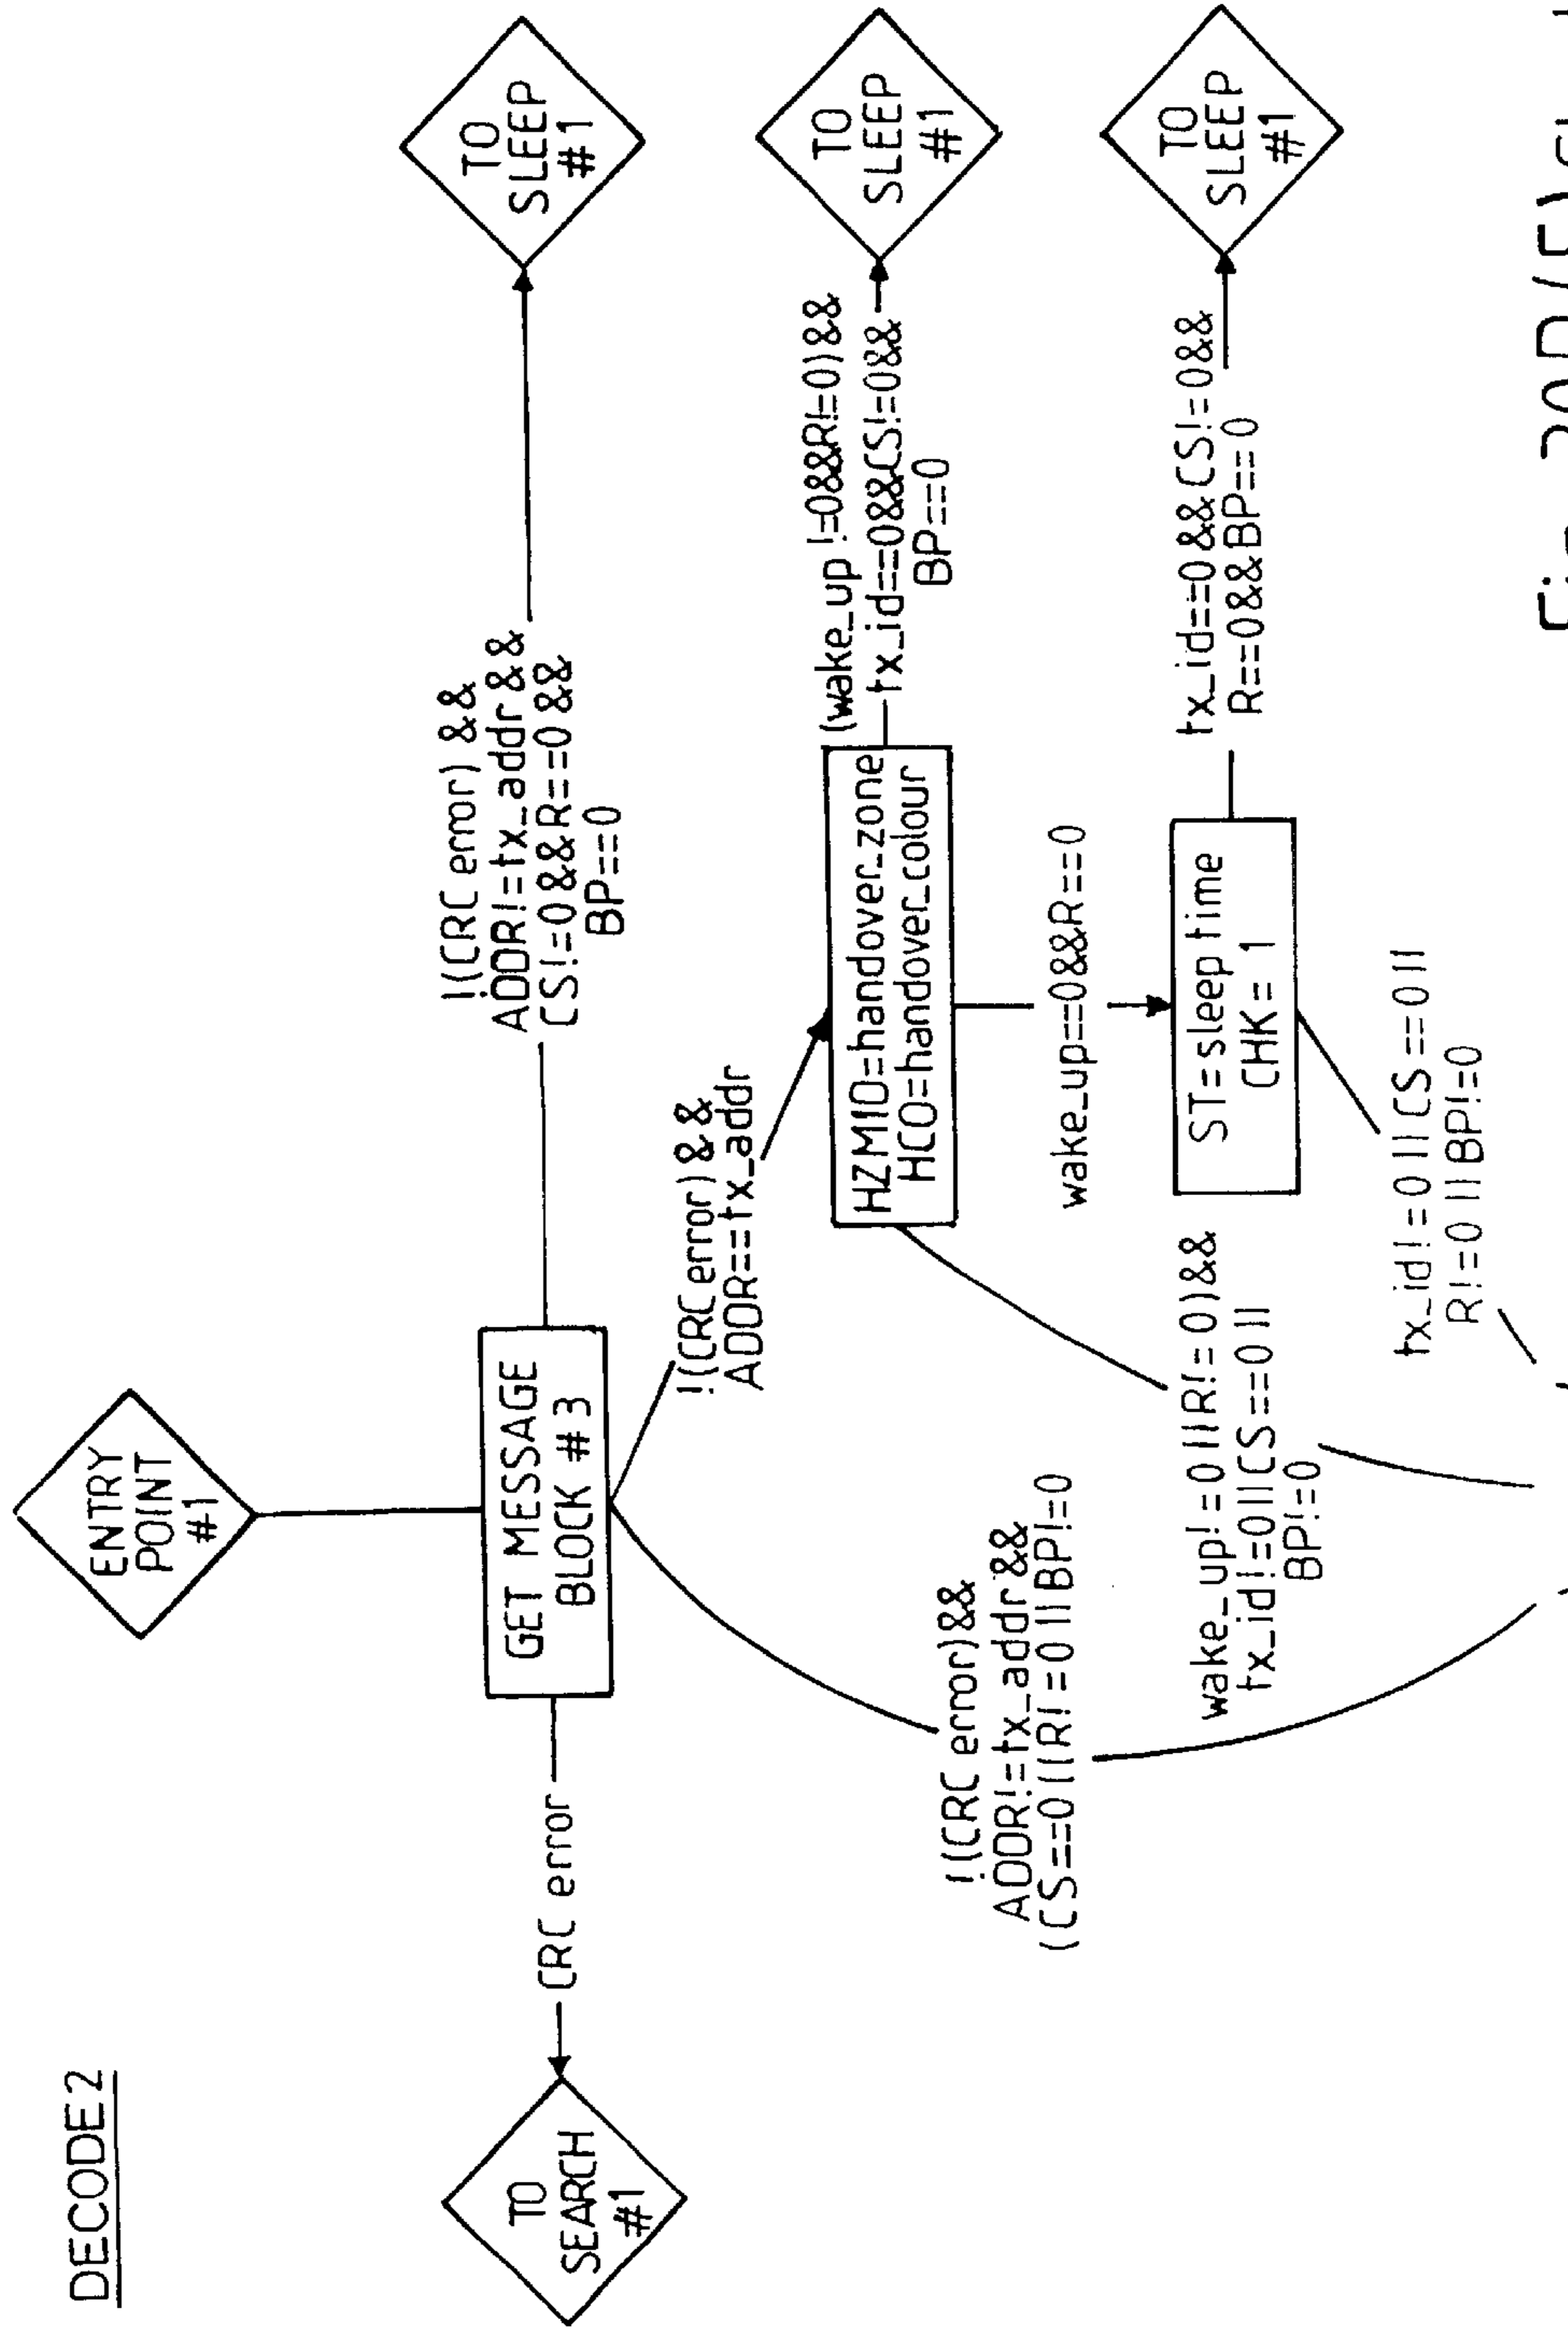 DECODE2
ENTRY
POINT
#1
TO
SEARCH
#1
CRC error
GET MESSAGE
BLOCK #3
!(CRC error) &&
ADDR!=tx_addr &&
CS!=0&&R==0&&
BP==0
TO
SLEEP
#1
!(CRC error)&&
ADDR==tx_addr
HZMID=handover_zone
HCO=handover_colour
(wake_up !=0&&R!=0)&&
tx_id==0&&CS!=0&&
BP==0
TO
SLEEP
#1
!(CRC error)&&
ADDR!=tx_addr&&
(CS==0||R!=0||BP!=0
wake_up==0&&R==0
ST=sleep time
CHK=1
tx_id==0&&CS!=0&&
R==0&&BP==0
TO
SLEEP
#1
wake_up!=0||R!=0)&&
tx_id!=0||CS==0||
BP!=0
tx_id!=0||CS==0||
R!=0||BP!=0